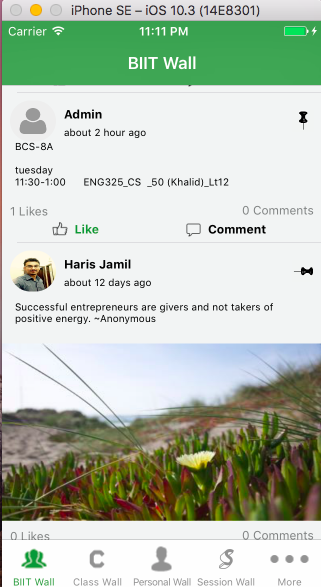 iPhone SE – iOS 10.3 (14E8301)
Carrier 11:11 PM
BIIT Wall
Admin
about 2 hour ago
BCS-8A
tuesday
11:30-1:00 ENG325_CS _50 (Khalid)_Lt12
1 Likes 0 Comments
Like Comment
Haris Jamil
about 12 days ago
Successful entrepreneurs are givers and not takers of
positive energy. ~Anonymous
0 Likes 0 Comments
BIIT Wall Class Wall Personal Wall Session Wall More